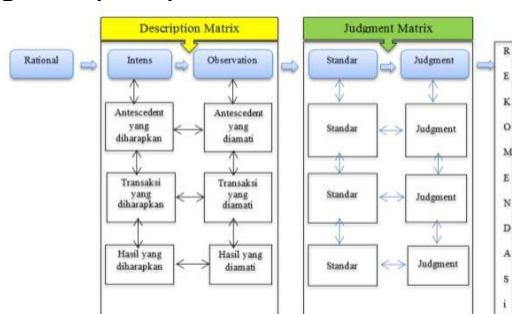 Description Matrix
Judgment Matrix
Rational
Intens
Observation
Standar
Judgment
Antescedent
yang
diharapkan
Antescedent
yang
diamati
Standar
Judgment
Transaksi
yang
diharapkan
Transaksi
yang
diamati
Standar
Judgment
Hasil yang
diharapkan
Hasil yang
diamati
Standar
Judgment
R
E
K
O
M
E
N
D
A
S
i